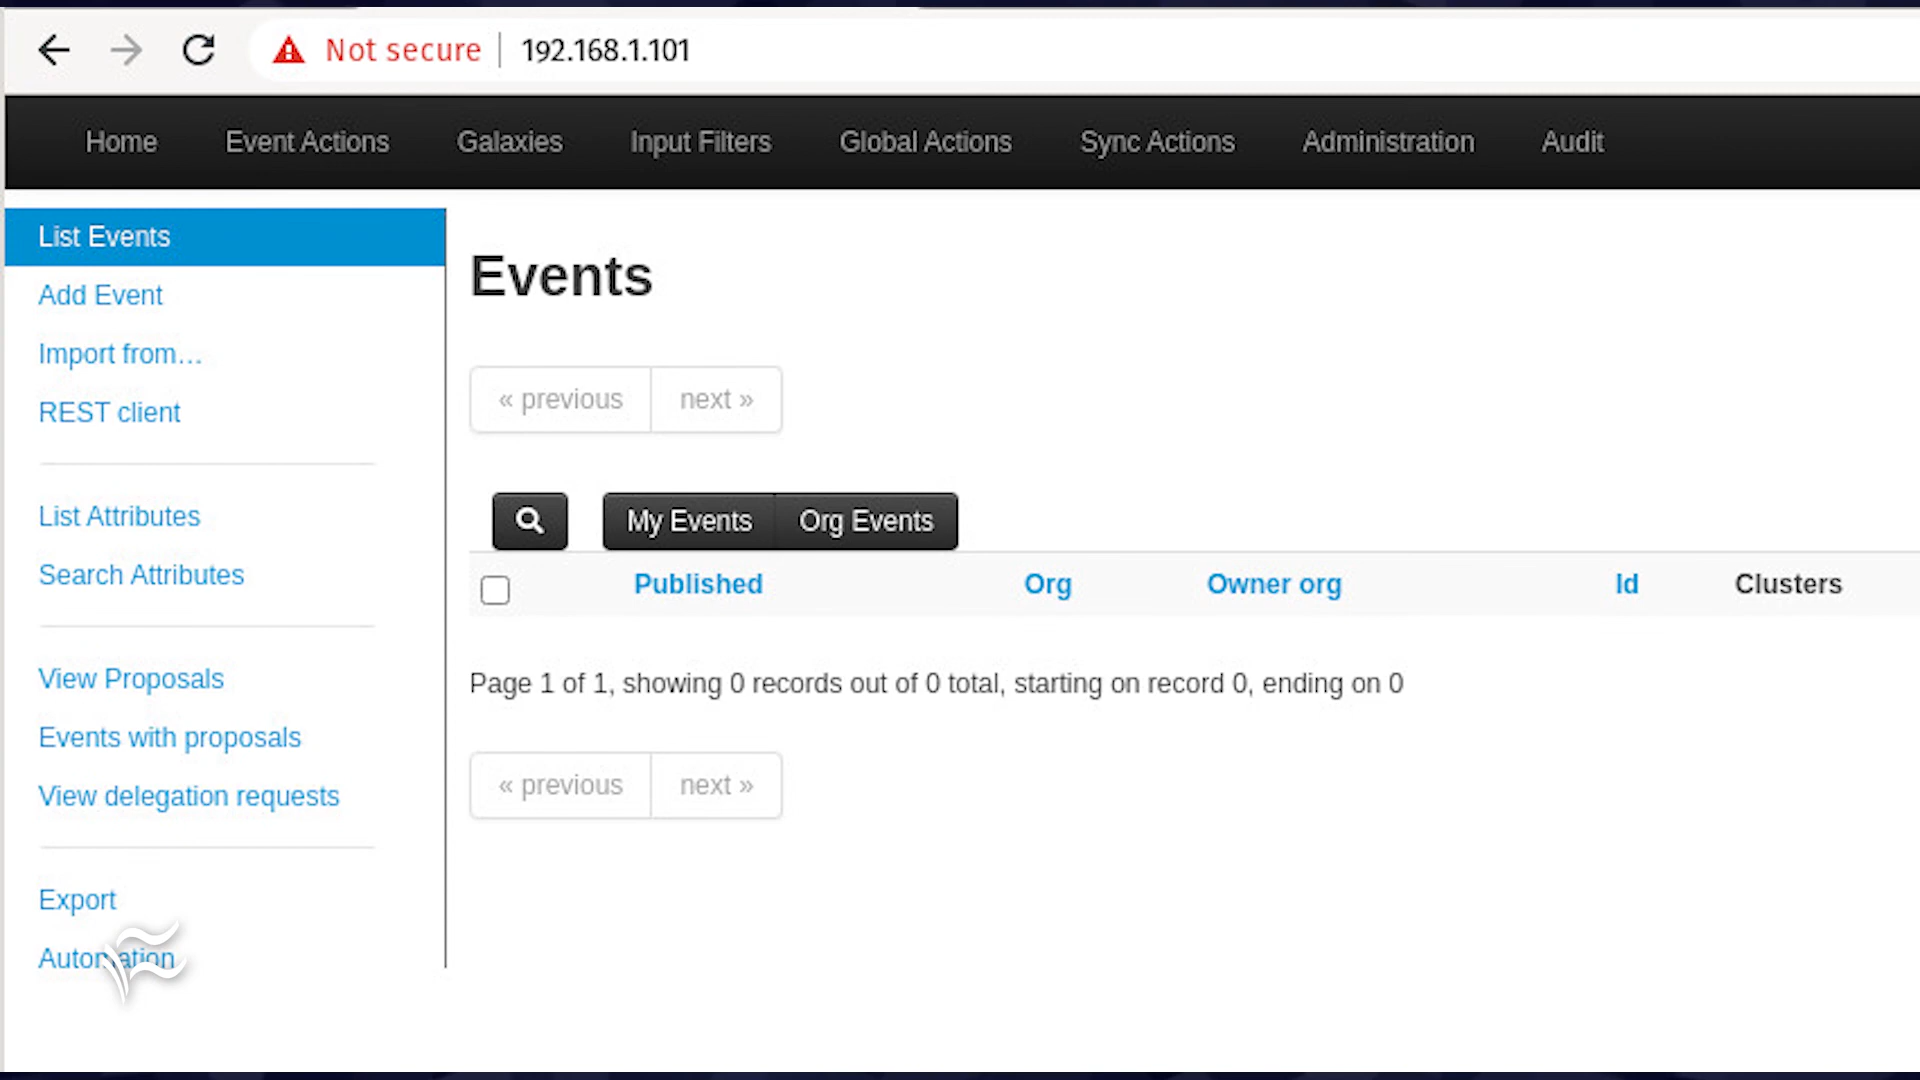 Not secure | 192.168.1.101
Home Event Actions Galaxies Input Filters Global Actions Sync Actions Administration Audit
List Events
Add Event
Import from…
REST client
List Attributes
Search Attributes
View Proposals
Events with proposals
View delegation requests
Export
Automation
Events
« previous next »
My Events Org Events
Published Org Owner org Id Clusters
Page 1 of 1, showing 0 records out of 0 total, starting on record 0, ending on 0
« previous next »